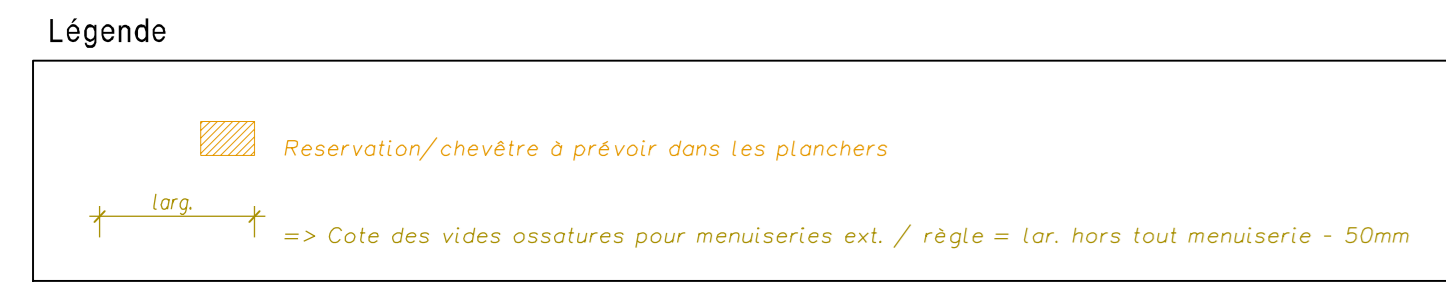 Légende
Reservation/chevêtre à prévoir dans les planchers
larg.
=> Cote des vides ossatures pour menuiseries ext. / règle = lar. hors tout menuiserie - 50mm